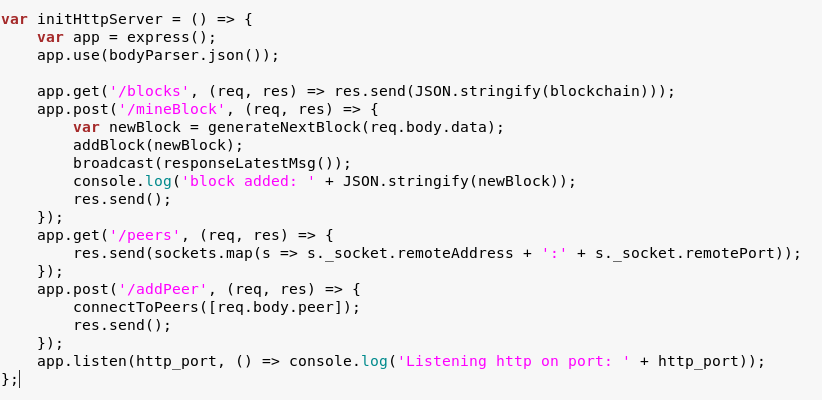 var initHttpServer = () => {
    var app = express();
    app.use(bodyParser.json());

    app.get('/blocks', (req, res) => res.send(JSON.stringify(blockchain)));
    app.post('/mineBlock', (req, res) => {
        var newBlock = generateNextBlock(req.body.data);
        addBlock(newBlock);
        broadcast(responseLatestMsg());
        console.log('block added: ' + JSON.stringify(newBlock));
        res.send();
    });
    app.get('/peers', (req, res) => {
        res.send(sockets.map(s => s._socket.remoteAddress + ':' + s._socket.remotePort));
    });
    app.post('/addPeer', (req, res) => {
        connectToPeers([req.body.peer]);
        res.send();
    });
    app.listen(http_port, () => console.log('Listening http on port: ' + http_port));
};